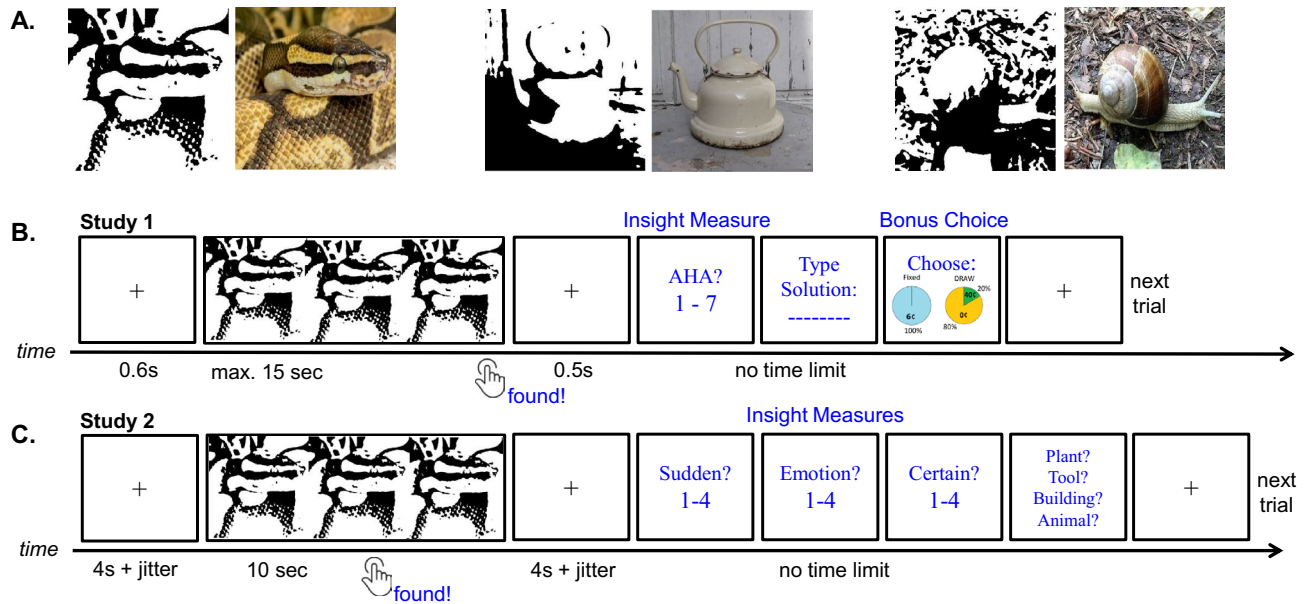 A.
B.
Study 1
Insight Measure
Bonus Choice
+
+
AHA?
1 - 7
Type
Solution:
--------
Choose:
Fixed
DRAW
20%
40¢
6¢
0¢
100%
80%
+
next
trial
time
0.6s
max. 15 sec
found!
0.5s
no time limit
C.
Study 2
Insight Measures
+
+
Sudden?
1-4
Emotion?
1-4
Certain?
1-4
Plant?
Tool?
Building?
Animal?
+
next
trial
time
4s + jitter
10 sec
found!
4s + jitter
no time limit